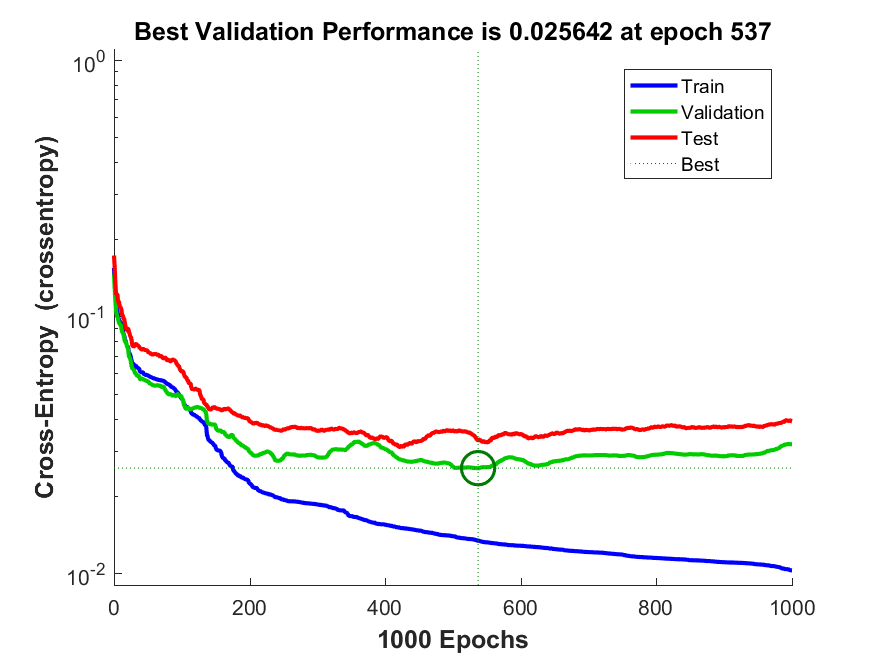 Best Validation Performance is 0.025642 at epoch 537
Cross-Entropy  (crossentropy)
10^0
10^-1
10^-2
Train
Validation
Test
Best
0 200 400 600 800 1000
1000 Epochs